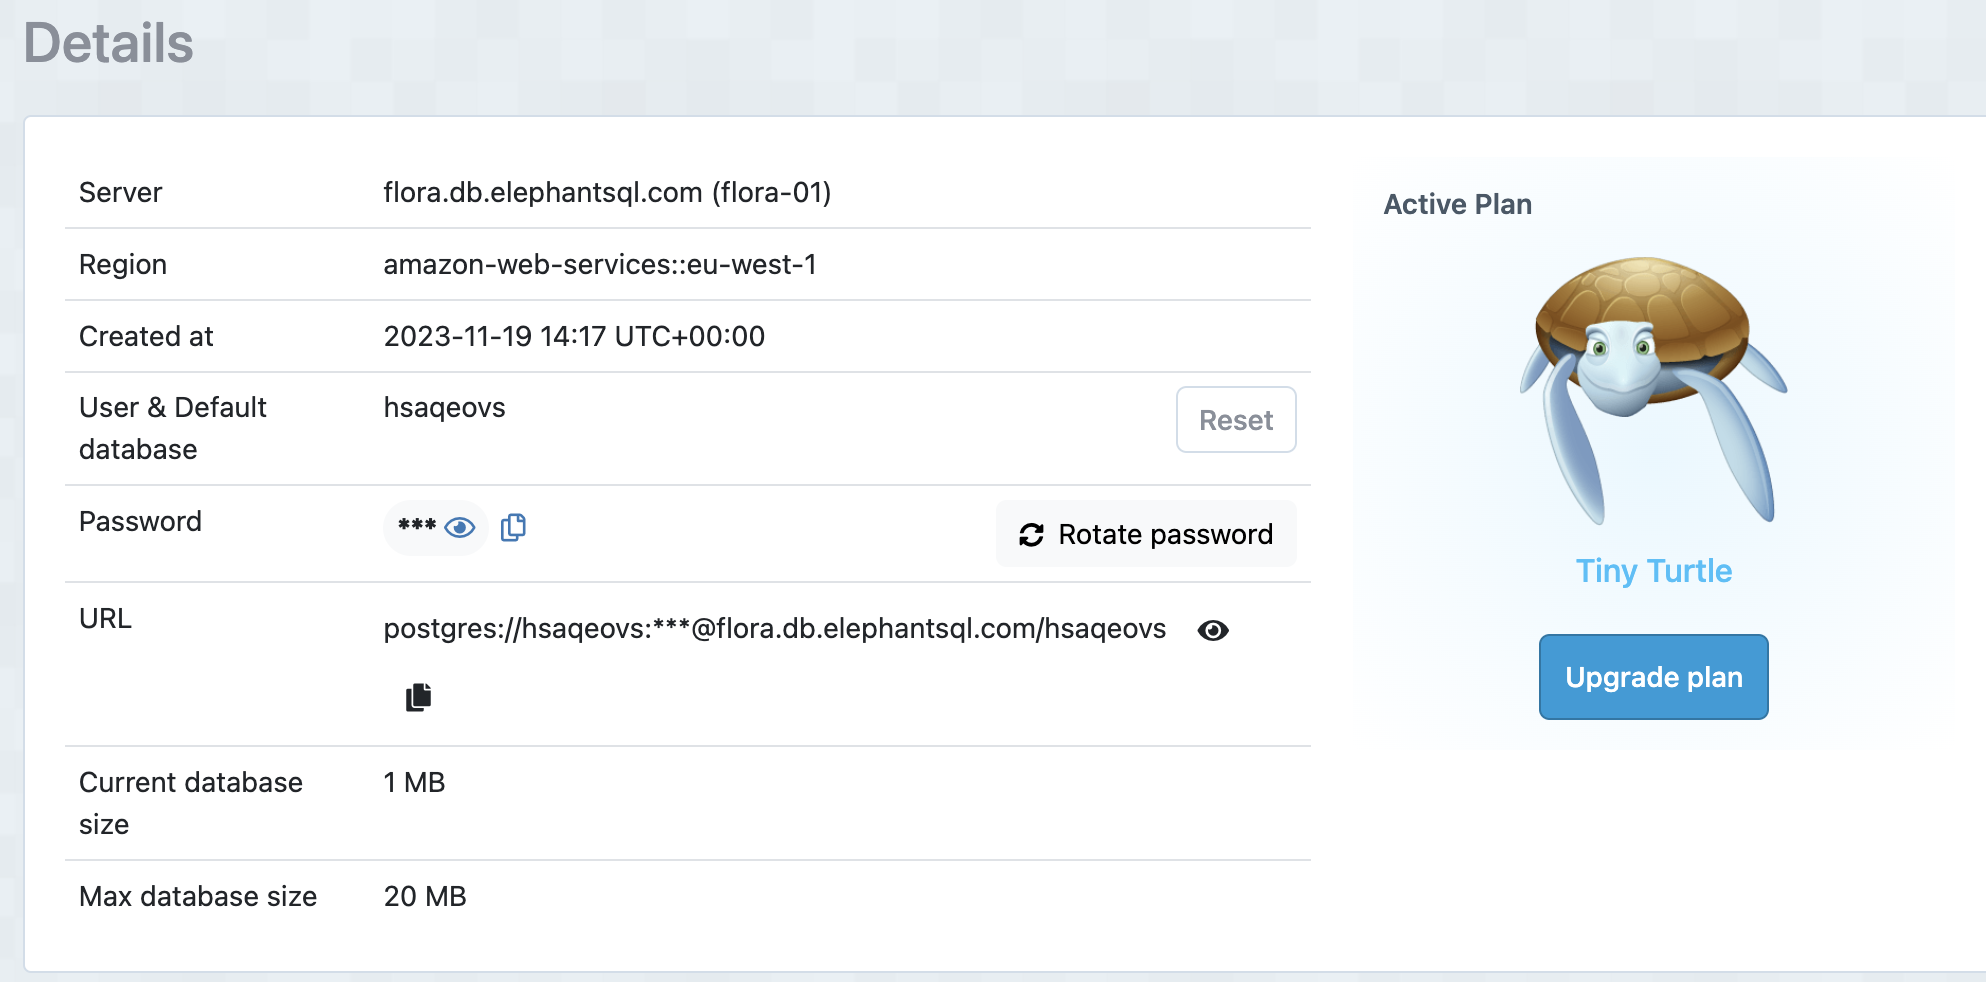 Details
Server flora.db.elephantsql.com (flora-01)
Region amazon-web-services::eu-west-1
Created at 2023-11-19 14:17 UTC+00:00
User & Default database hsaqeovs Reset
Password *** Rotate password
URL postgres://hsaqeovs:***@flora.db.elephantsql.com/hsaqeovs
Current database size 1 MB
Max database size 20 MB
Active Plan
Tiny Turtle
Upgrade plan